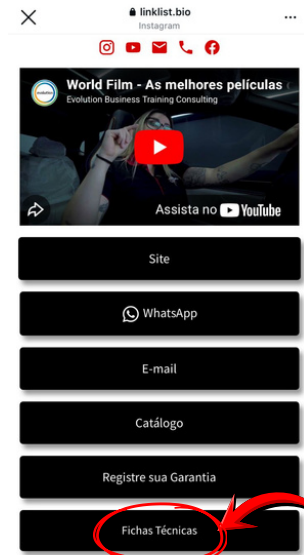 linklist.bio
Instagram
World Film - As melhores películas
Evolution Business Training Consulting
Assista no YouTube
Site
WhatsApp
E-mail
Catálogo
Registre sua Garantia
Fichas Técnicas